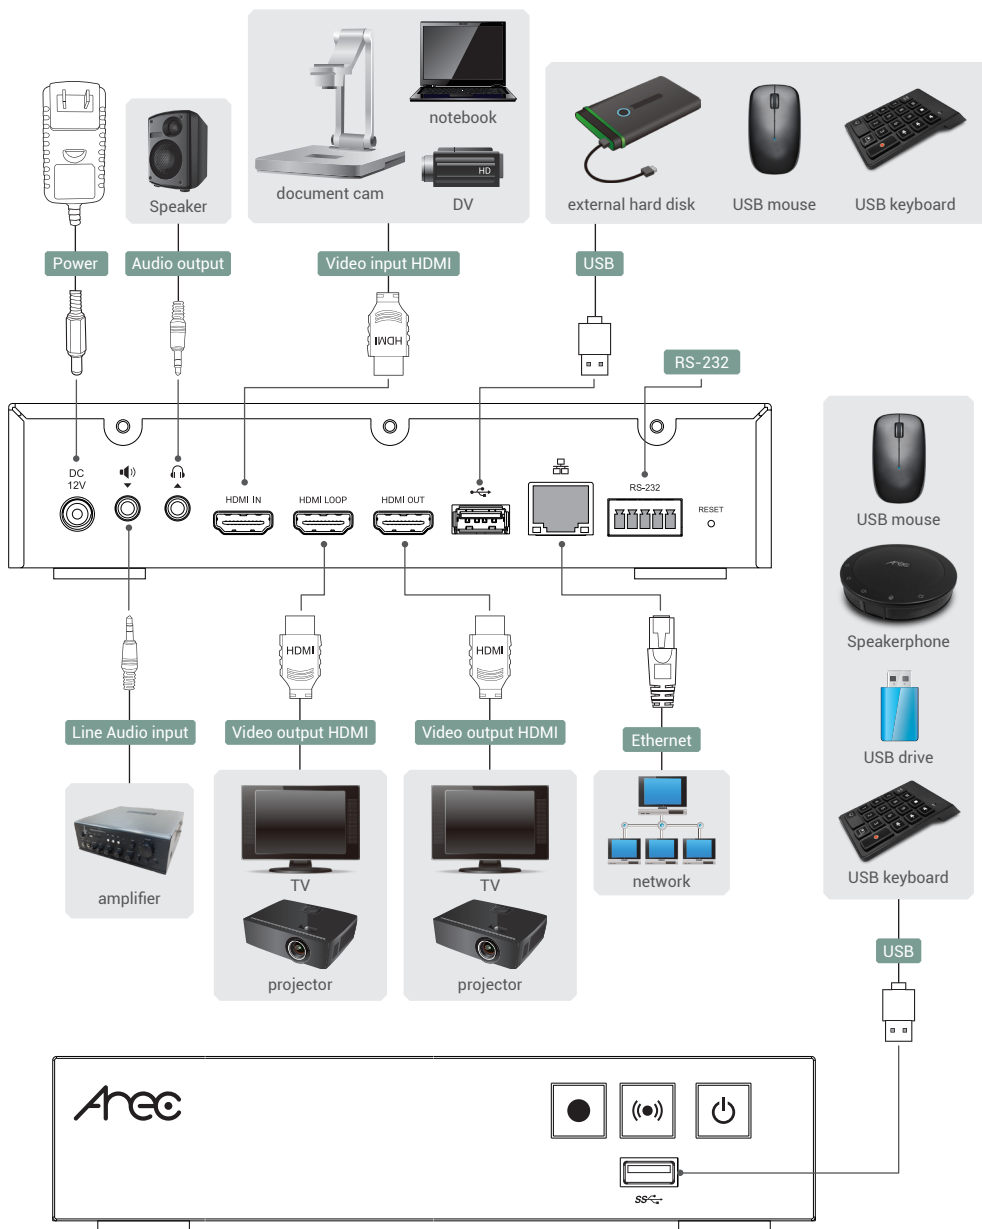 notebook
HD
document cam
DV
Speaker
external hard disk
USB mouse
USB keyboard
Power
Audio output
Video input HDMI
USB
HDMI
RS-232
DC
12V
HDMI IN
HDMI LOOP
HDMI OUT
RS-232
RESET
USB mouse
Arec
Speakerphone
USB drive
USB keyboard
USB
HDMI
HDMI
Line Audio input
Video output HDMI
Video output HDMI
Ethernet
amplifier
TV
projector
TV
projector
network
Arec
SS